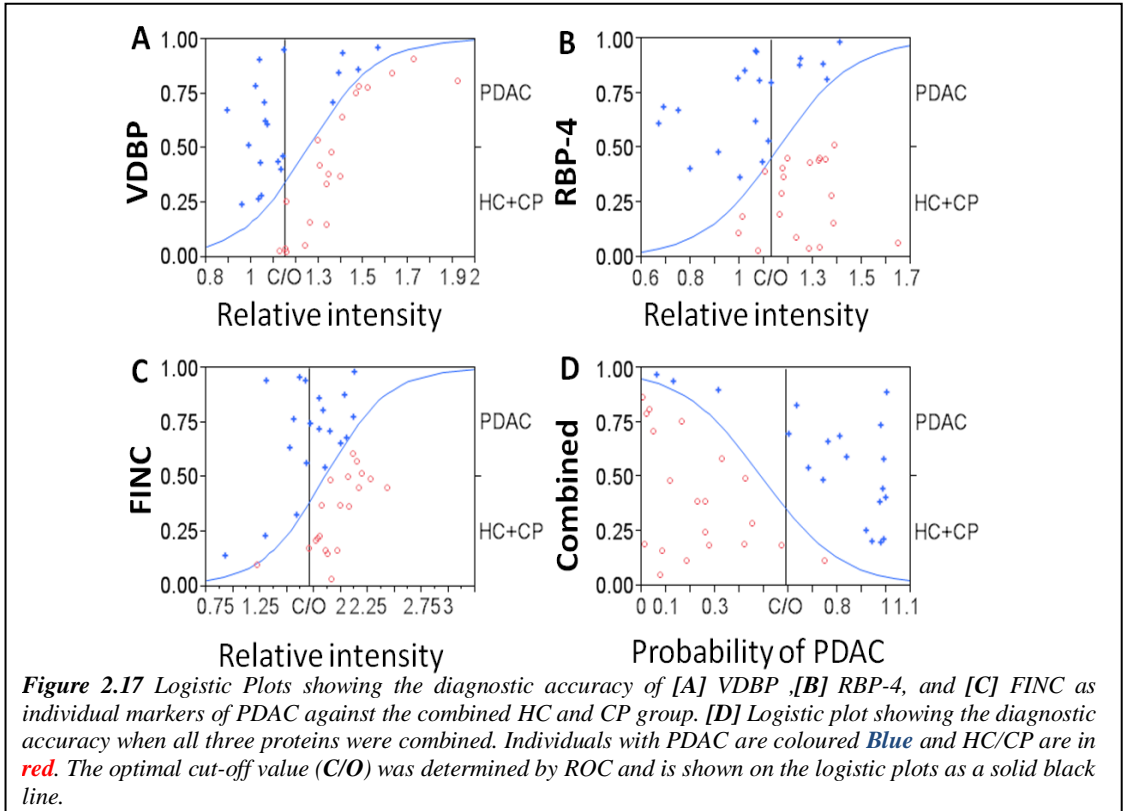 A
1.00
0.75
0.50
0.25
0.00
VDBP
PDAC
HC+CP
0.8 1 C/O 1.3 1.5 1.7 1.92
Relative intensity
B
1.00
0.75
0.50
0.25
0.00
RBP-4
PDAC
HC+CP
0.6 0.8 1 C/O 1.3 1.5 1.7
Relative intensity
C
1.00
0.75
0.50
0.25
0.00
FINC
PDAC
HC+CP
0.75 1.25 C/O 2 2.25 2.75 3
Relative intensity
D
1.00
0.75
0.50
0.25
0.00
Combined
PDAC
HC+CP
0 0.1 0.3 C/O 0.8 11.1
Probability of PDAC
Figure 2.17 Logistic Plots showing the diagnostic accuracy of [A] VDBP ,[B] RBP-4, and [C] FINC as
individual markers of PDAC against the combined HC and CP group. [D] Logistic plot showing the diagnostic
accuracy when all three proteins were combined. Individuals with PDAC are coloured Blue and HC/CP are in
red. The optimal cut-off value (C/O) was determined by ROC and is shown on the logistic plots as a solid black
line.